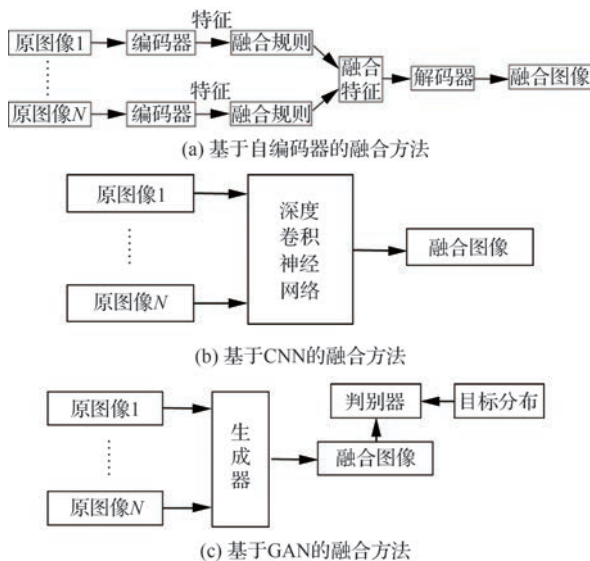 特征
原图像1 编码器 融合规则
融合特征 解码器 融合图像
特征
原图像N 编码器 融合规则
(a) 基于自编码器的融合方法
原图像1
深度卷积神经网络
融合图像
原图像N
(b) 基于CNN的融合方法
原图像1
判别器 目标分布
生成器
融合图像
原图像N
(c) 基于GAN的融合方法